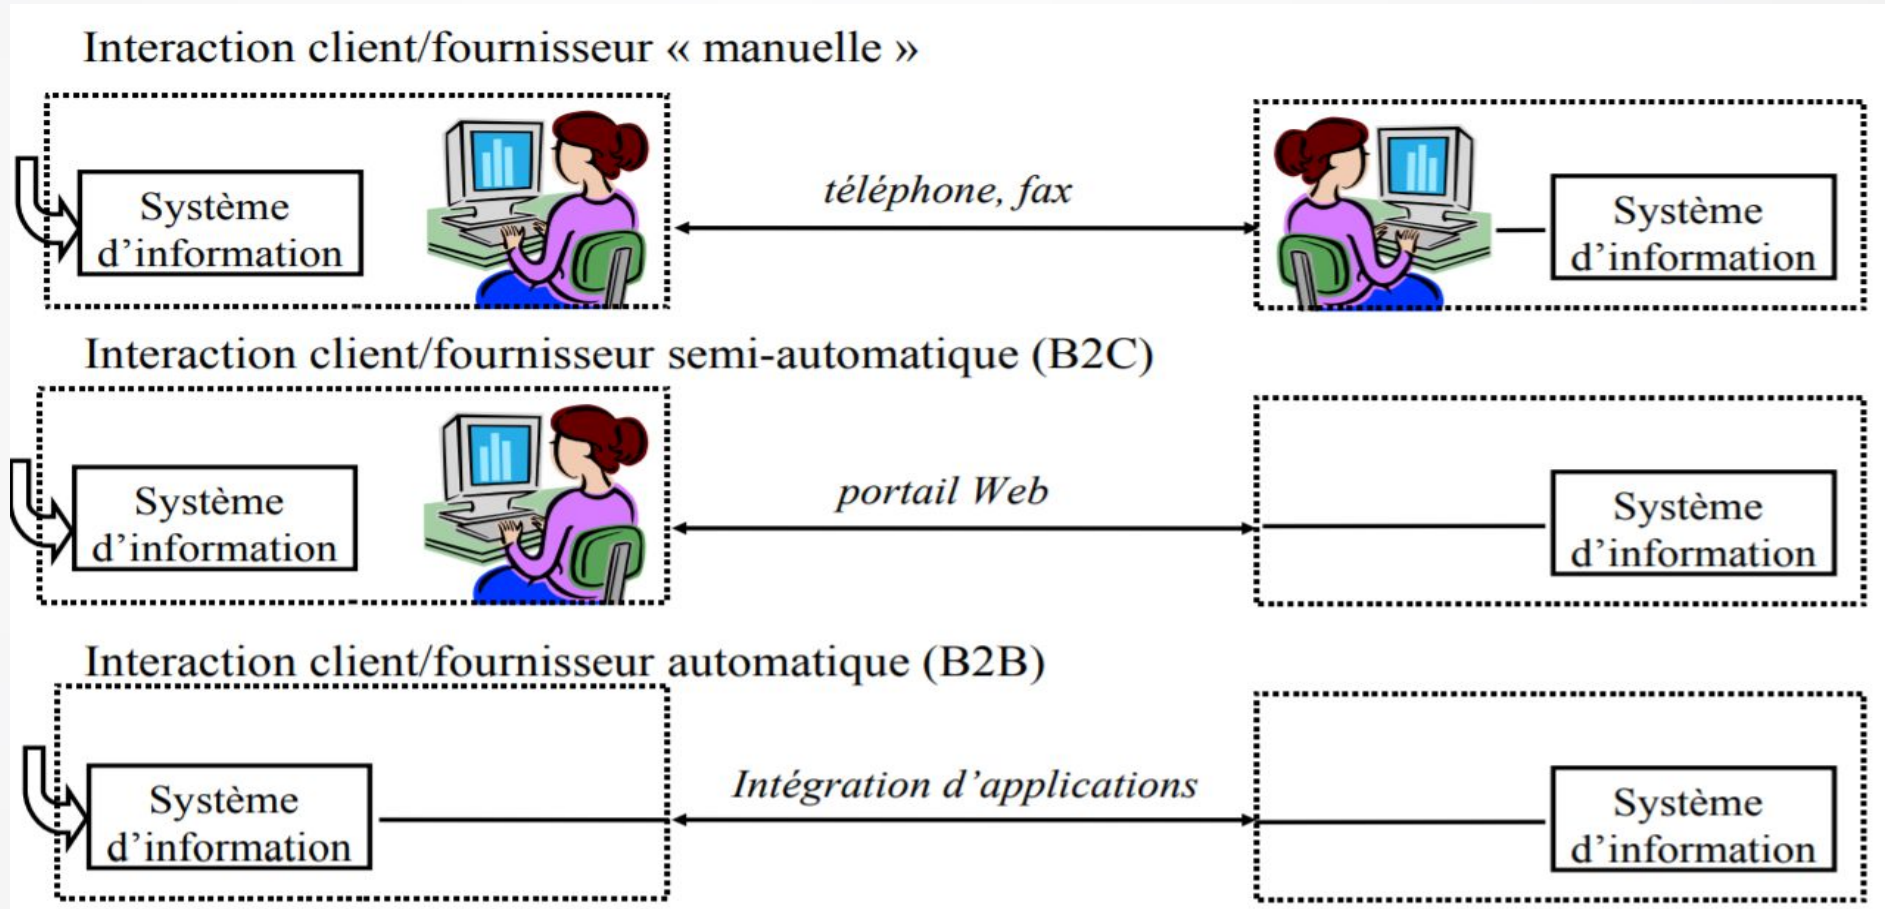 Interaction client/fournisseur « manuelle »
Système
d’information
téléphone, fax
Système
d’information
Interaction client/fournisseur semi-automatique (B2C)
Système
d’information
portail Web
Système
d’information
Interaction client/fournisseur automatique (B2B)
Système
d’information
Intégration d’applications
Système
d’information